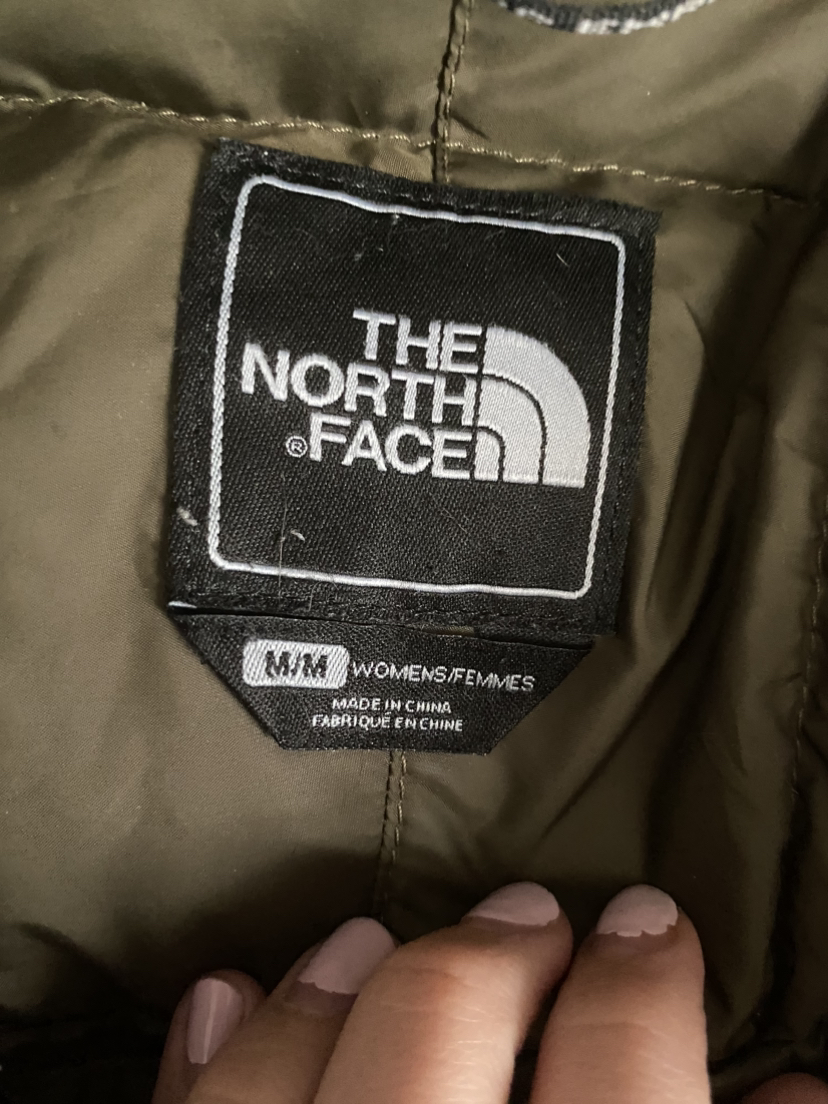 THE
NORTH
®FACE
M/M WOMENS/FEMMES
MADE IN CHINA
FABRIQUÉ EN CHINE